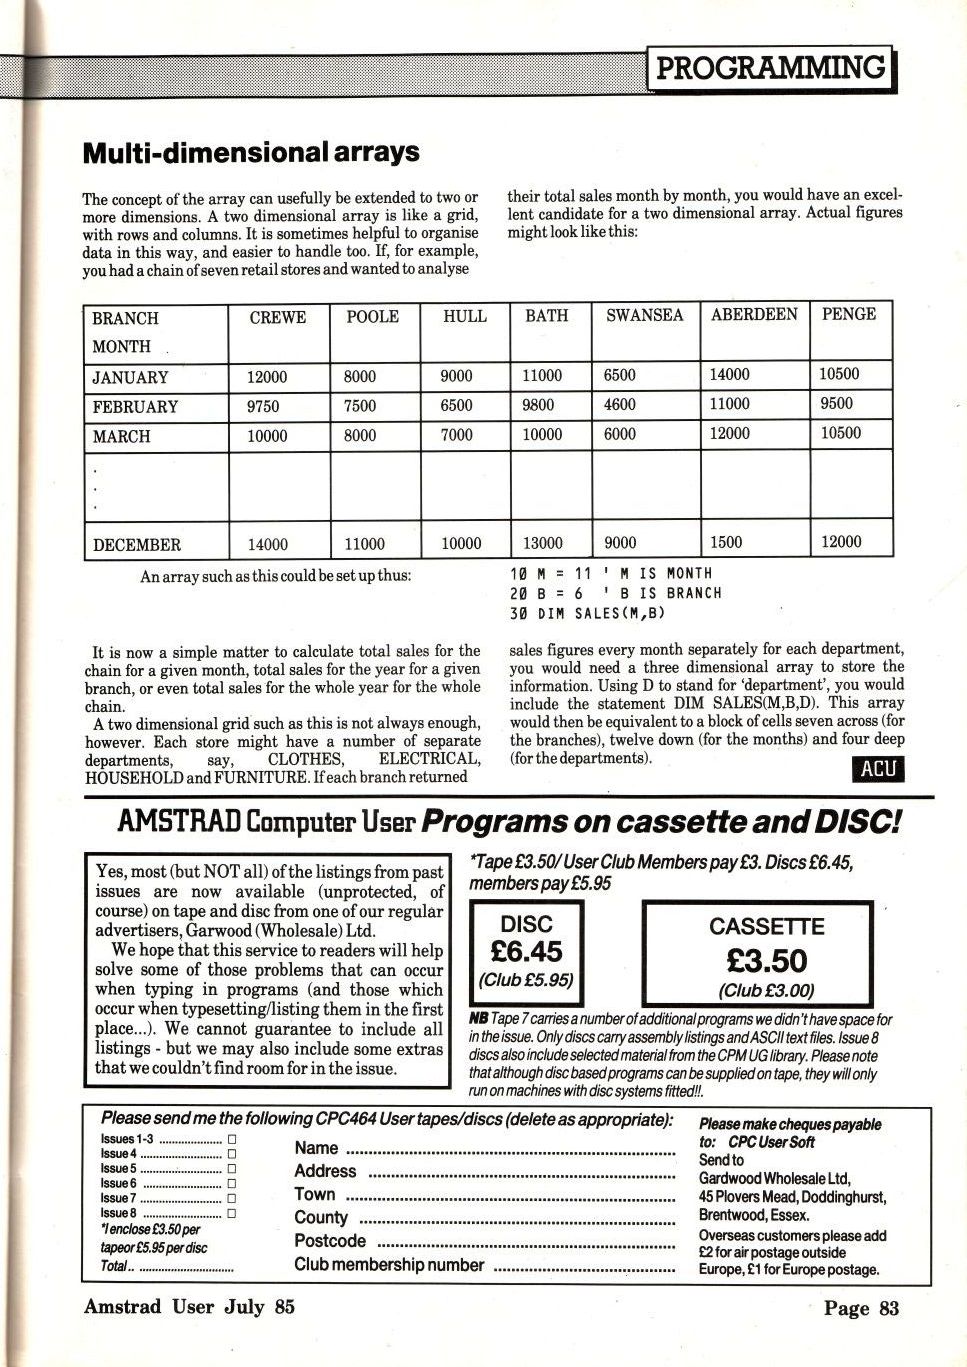 PROGRAMMING
Multi-dimensional arrays
The concept of the array can usefully be extended to two or
more dimensions. A two dimensional array is like a grid,
with rows and columns. It is sometimes helpful to organise
data in this way, and easier to handle too. If, for example,
you had a chain of seven retail stores and wanted to analyse
their total sales month by month, you would have an excel-
lent candidate for a two dimensional array. Actual figures
might look like this:
BRANCH CREWE POOLE HULL BATH SWANSEA ABERDEEN PENGE
MONTH
JANUARY 12000 8000 9000 11000 6500 14000 10500
FEBRUARY 9750 7500 6500 9800 4600 11000 9500
MARCH 10000 8000 7000 10000 6000 12000 10500
.
.
.
DECEMBER 14000 11000 10000 13000 9000 1500 12000
An array such as this could be set up thus:
10 M = 11 ' M IS MONTH
20 B = 6 ' B IS BRANCH
30 DIM SALES(M,B)
It is now a simple matter to calculate total sales for the
chain for a given month, total sales for the year for a given
branch, or even total sales for the whole year for the whole
chain.
A two dimensional grid such as this is not always enough,
however. Each store might have a number of separate
departments, say, CLOTHES, ELECTRICAL,
HOUSEHOLD and FURNITURE. If each branch returned
sales figures every month separately for each department,
you would need a three dimensional array to store the
information. Using D to stand for 'department', you would
include the statement DIM SALES(M,B,D). This array
would then be equivalent to a block of cells seven across (for
the branches), twelve down (for the months) and four deep
(for the departments).
ACU
AMSTRAD Computer User Programs on cassette and DISC!
Yes, most (but NOT all) of the listings from past
issues are now available (unprotected, of
course) on tape and disc from one of our regular
advertisers, Garwood (Wholesale) Ltd.
We hope that this service to readers will help
solve some of those problems that can occur
when typing in programs (and those which
occur when typesetting/listing them in the first
place...). We cannot guarantee to include all
listings - but we may also include some extras
that we couldn't find room for in the issue.
*Tape £3.50/ User Club Members pay £3. Discs £6.45,
members pay £5.95
DISC
£6.45
(Club £5.95)
CASSETTE
£3.50
(Club £3.00)
NB Tape 7 carries a number of additional programs we didn't have space for
in the issue. Only discs carry assembly listings and ASCII text files. Issue 8
discs also include selected material from the CPM UG library. Please note
that although disc based programs can be supplied on tape, they will only
run on machines with disc systems fitted!!.
Please send me the following CPC464 User tapes/discs (delete as appropriate):
Issues 1-3 ..................... □
Issue 4 ........................... □
Issue 5 ........................... □
Issue 6 ........................... □
Issue 7 ........................... □
Issue 8 ........................... □
*I enclose £3.50 per
tape or £5.95 per disc
Total.. ...............................
Name ...............................
Address ...............................
Town ...............................
County ...............................
Postcode ...............................
Club membership number ...............................
Please make cheques payable
to: CPC User Soft
Send to
Gardwood Wholesale Ltd,
45 Plovers Mead, Doddinghurst,
Brentwood, Essex.
Overseas customers please add
£2 for air postage outside
Europe, £1 for Europe postage.
Amstrad User July 85
Page 83